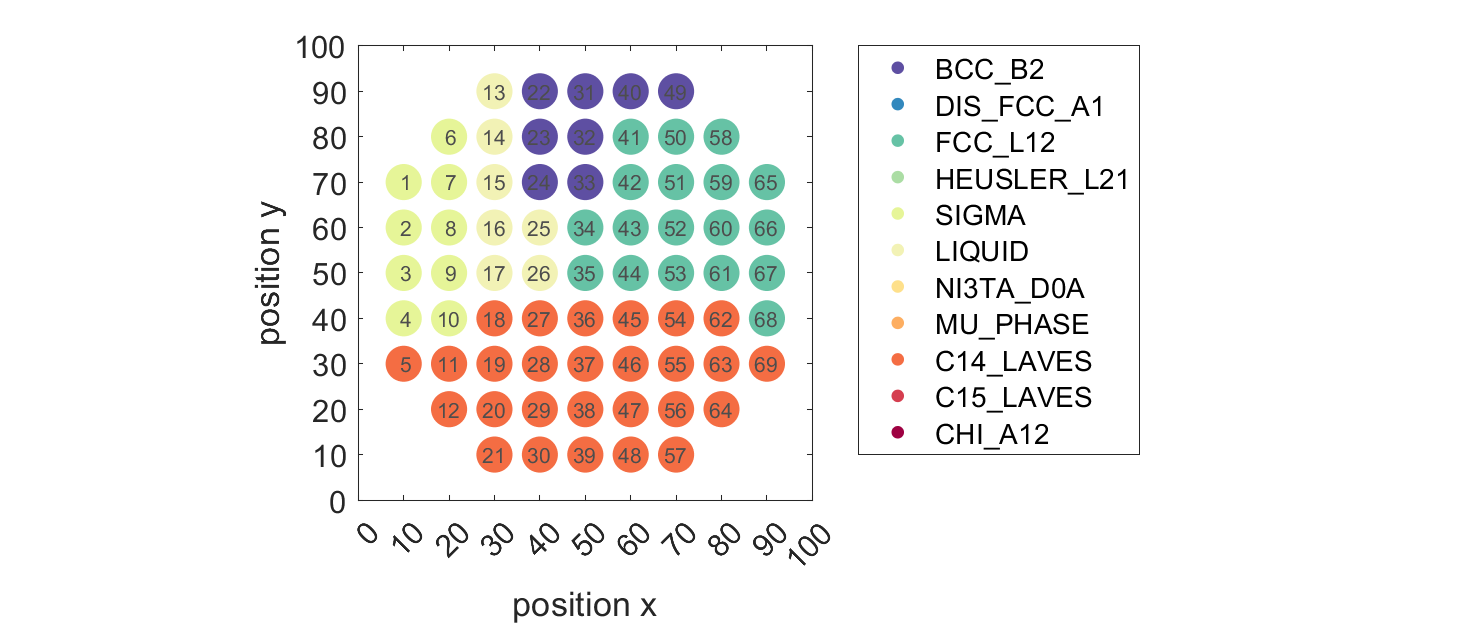 100
90 13 22 31 40 49
80 6 14 23 32 41 50 58
70 1 7 15 24 33 42 51 59 65
60 2 8 16 25 34 43 52 60 66
50 3 9 17 26 35 44 53 61 67
40 4 10 18 27 36 45 54 62 68
30 5 11 19 28 37 46 55 63 69
20 12 20 29 38 47 56 64
10 21 30 39 48 57
0
position y
0 10 20 30 40 50 60 70 80 90 100
position x
BCC_B2
DIS_FCC_A1
FCC_L12
HEUSLER_L21
SIGMA
LIQUID
NI3TA_D0A
MU_PHASE
C14_LAVES
C15_LAVES
CHI_A12